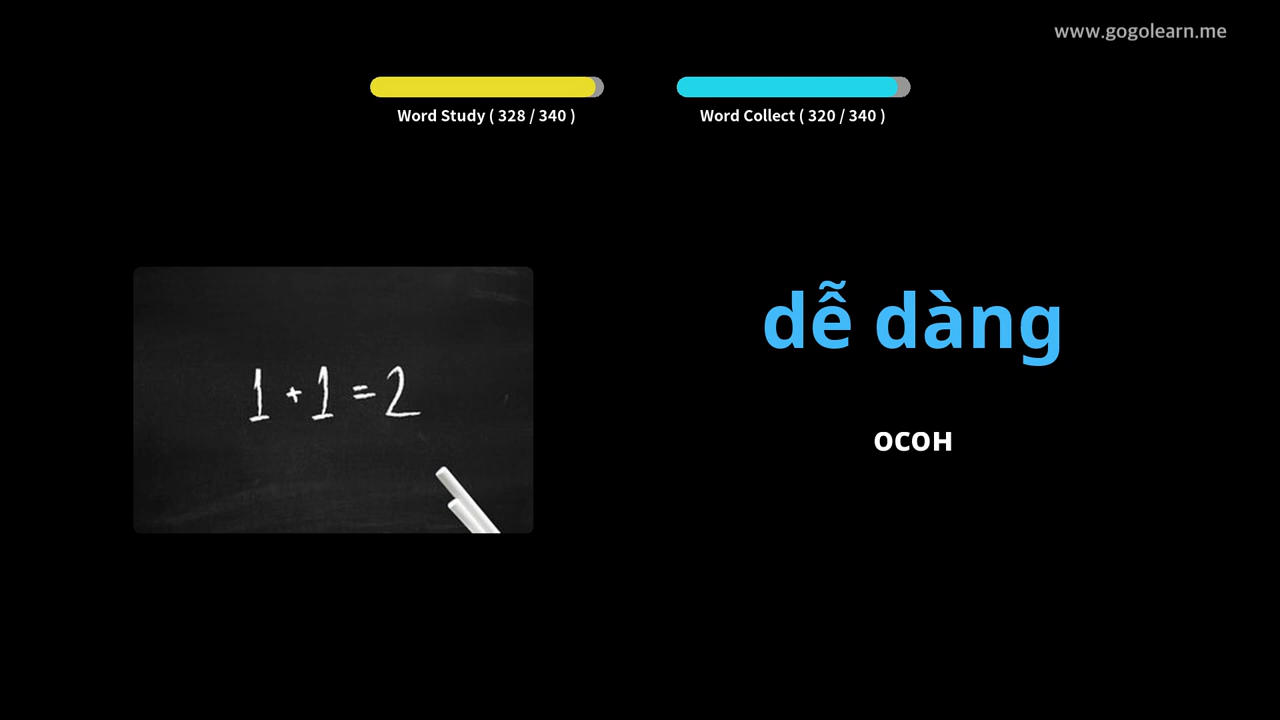 www.gogolearn.me
Word Study ( 328 / 340 )
Word Collect ( 320 / 340 )
1 + 1 = 2
dễ dàng
осон